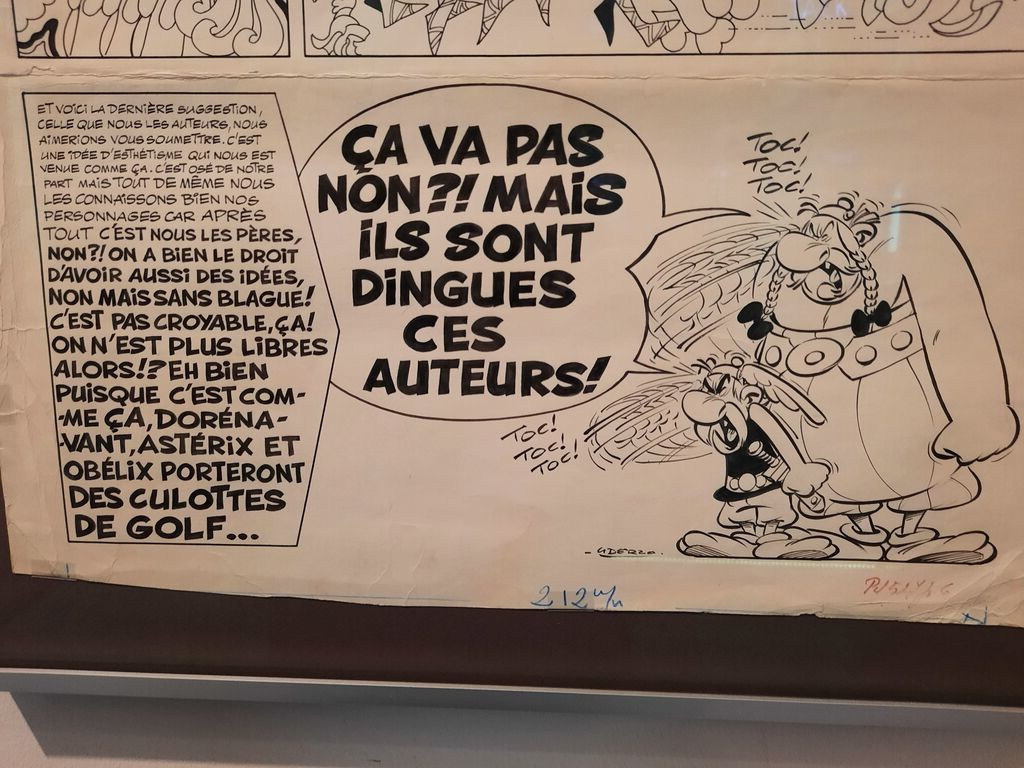 ET VOICI LA DERNIÈRE SUGGESTION,
CELLE QUE NOUS LES AUTEURS, NOUS
AIMERIONS VOUS SOUMETTRE. C'EST
UNE IDÉE D'ESTHÉTISME QUI NOUS EST
VENUE COMME ÇA. C'EST OSÉ DE NOTRE
PART MAIS TOUT DE MÊME NOUS
LES CONNAISSONS BIEN NOS
PERSONNAGES CAR APRÈS
TOUT C'EST NOUS LES PÈRES,
NON?! ON A BIEN LE DROIT
D'AVOIR AUSSI DES IDÉES,
NON MAIS SANS BLAGUE!
C'EST PAS CROYABLE, ÇA!
ON N'EST PLUS LIBRES
ALORS!? EH BIEN
PUISQUE C'EST COM-
-ME ÇA, DORÉNA-
-VANT, ASTÉRIX ET
OBÉLIX PORTERONT
DES CULOTTES
DE GOLF...
ÇA VA PAS
NON?! MAIS
ILS SONT
DINGUES
CES
AUTEURS!
TOC!
TOC!
TOC!
TOC!
TOC!
TOC!
- UDERZO -
212